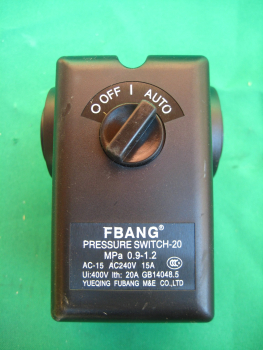 O OFF I AUTO
FBANG®
PRESSURE SWITCH-20
MPa 0.9-1.2
AC-15 AC240V 15A
CCC
Ui:400V Ith: 20A GB14048.5
YUEQING FUBANG M&E CO.,LTD